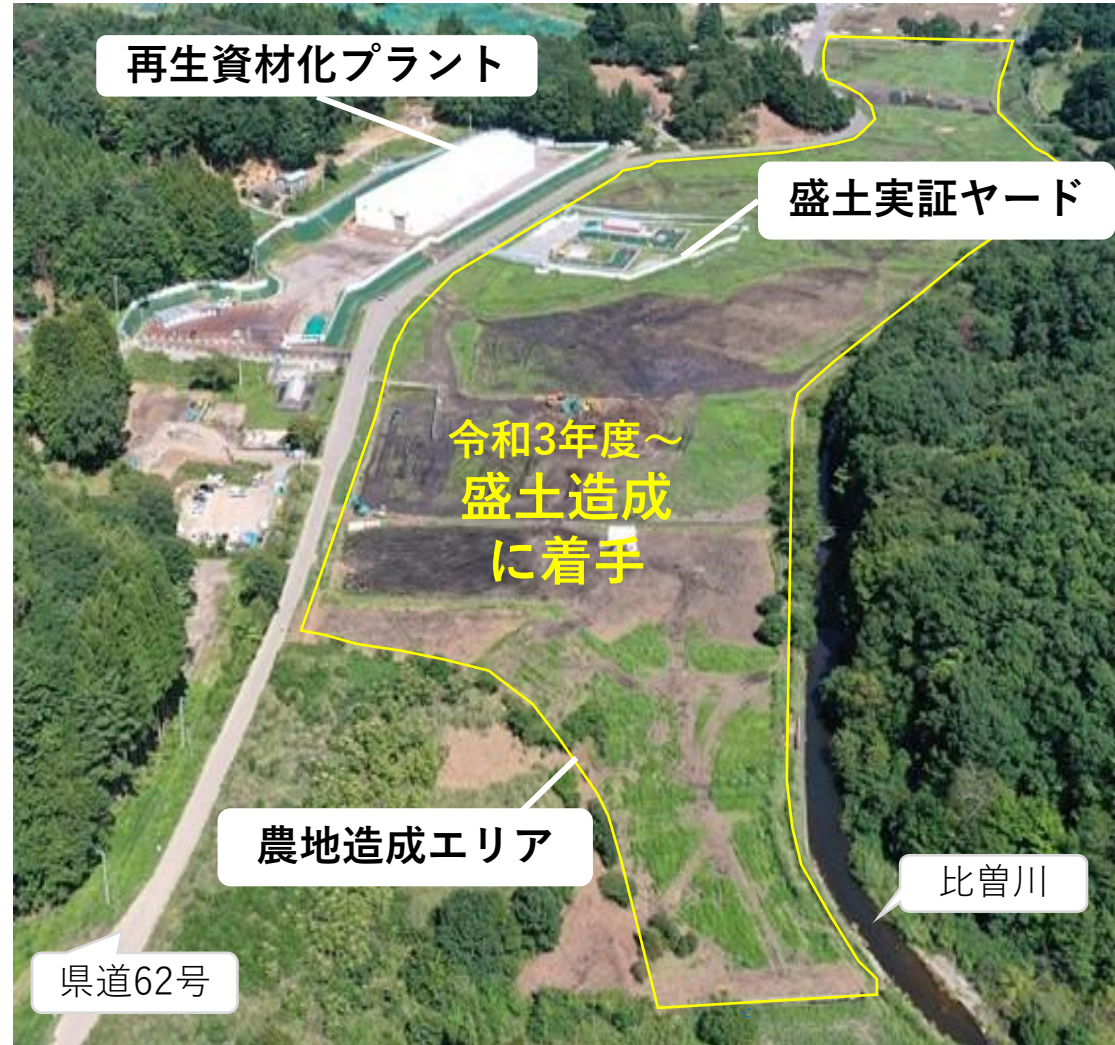 再生資材化プラント
盛土実証ヤード
令和3年度～
盛土造成
に着手
農地造成エリア
比曽川
県道62号